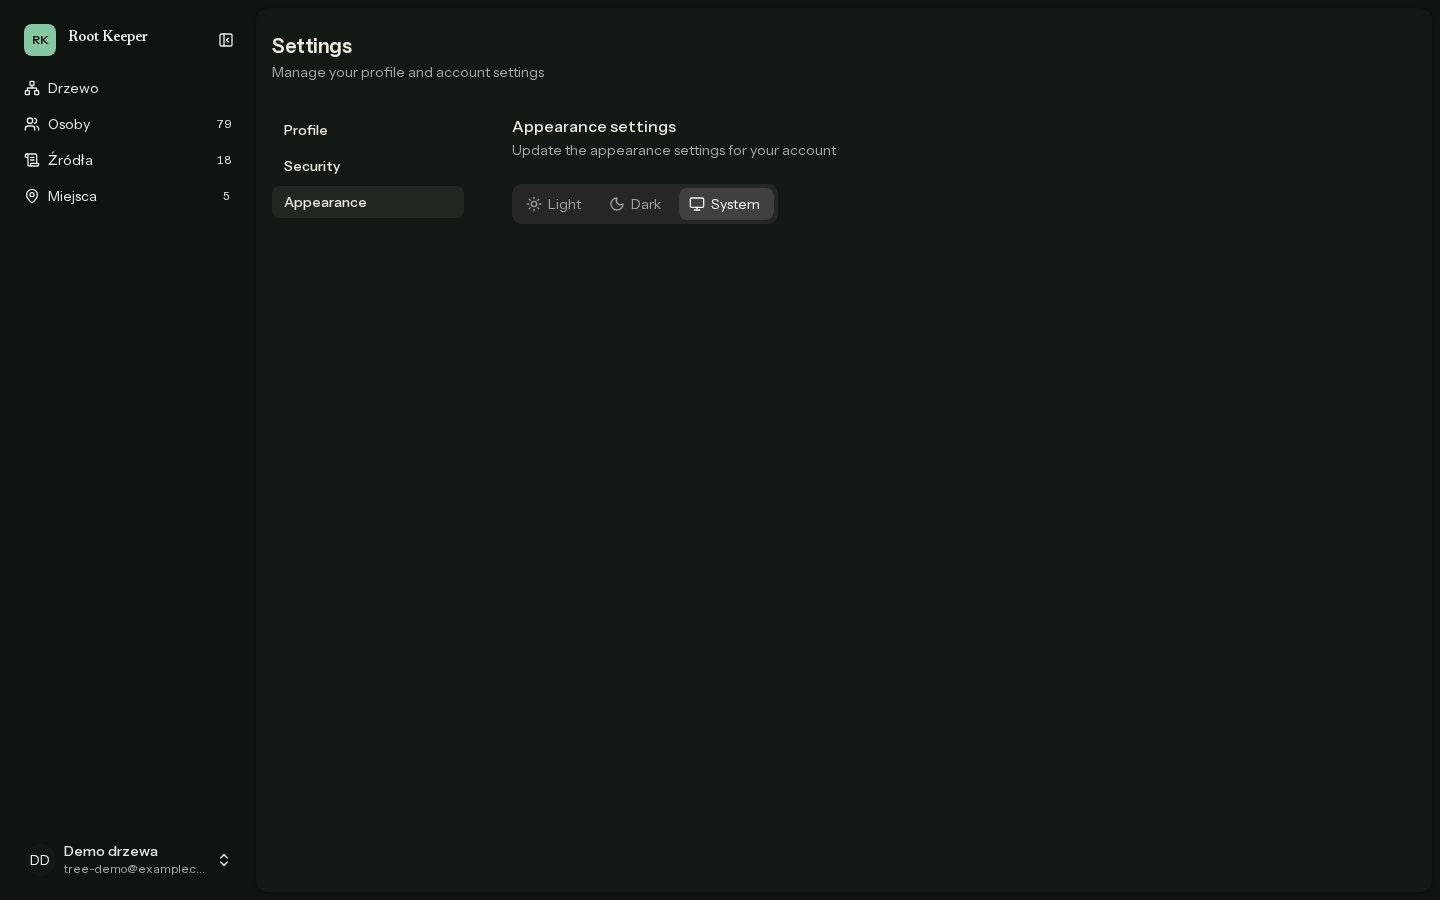 RK
Root Keeper
Drzewo
Osoby 79
Źródła 18
Miejsca 5
Settings
Manage your profile and account settings
Profile
Security
Appearance
Appearance settings
Update the appearance settings for your account
Light
Dark
System
DD
Demo drzewa
tree-demo@example.c...